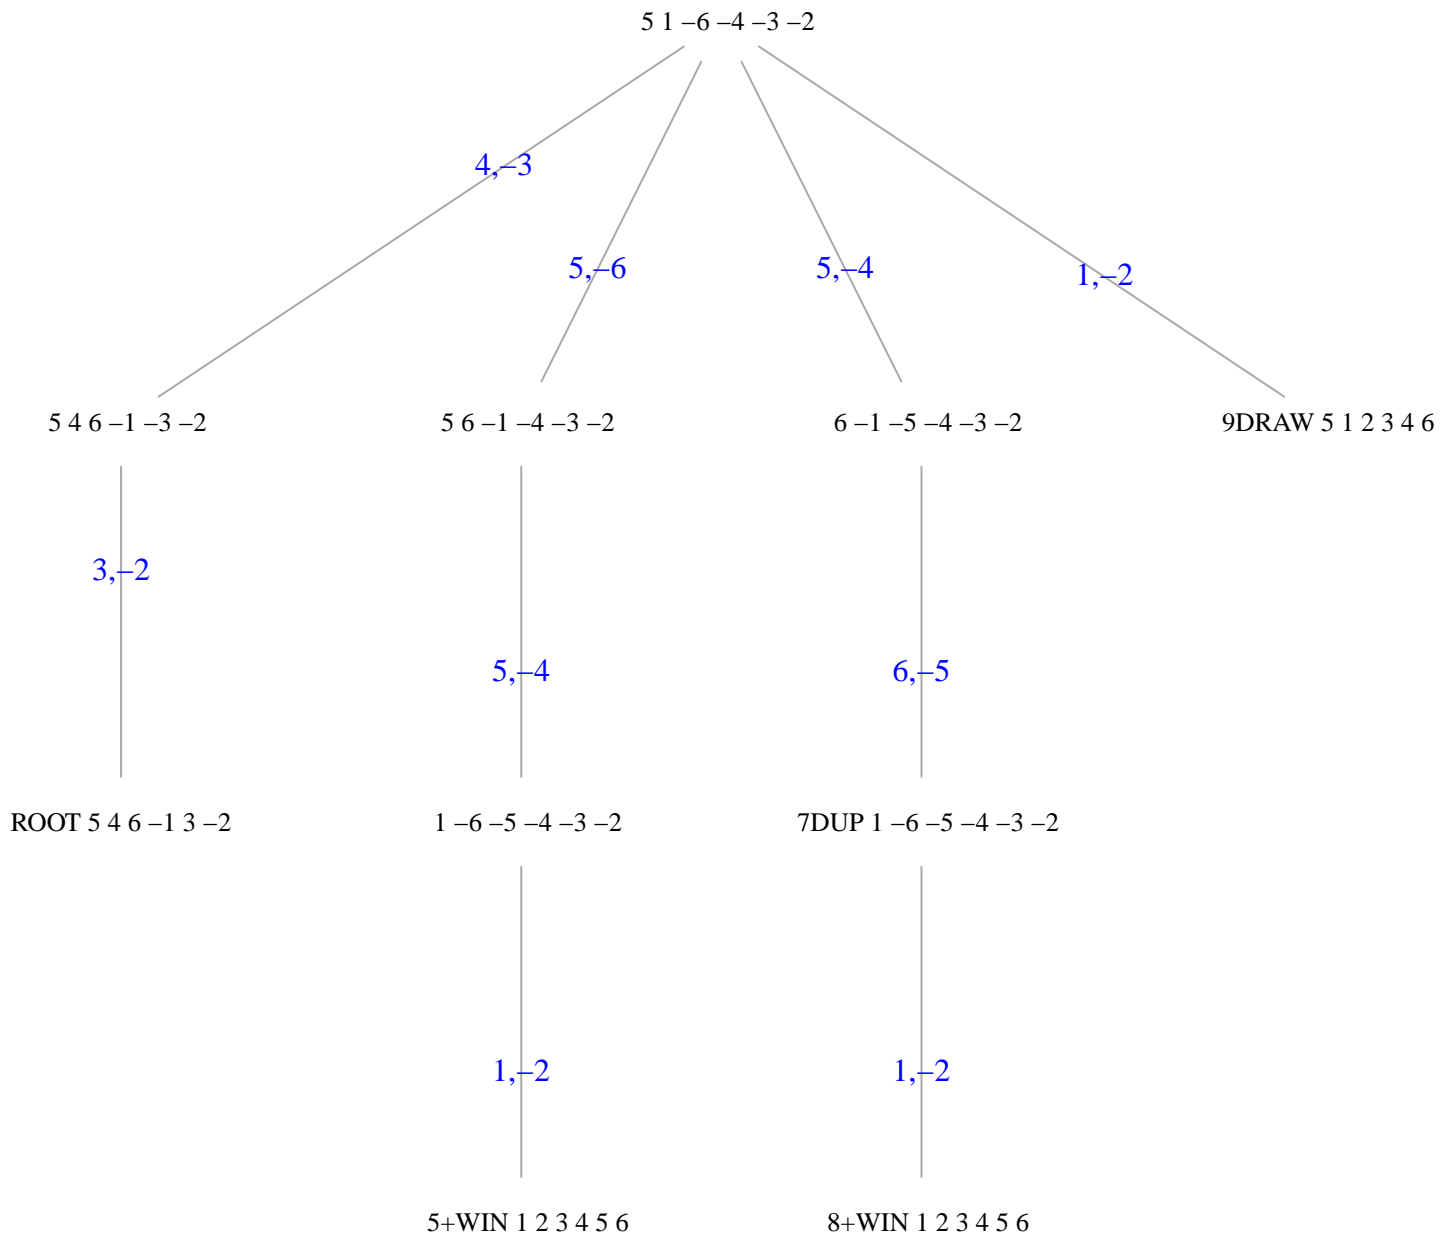 5 1 –6 –4 –3 –2
4,–3
5,–6
5,–4
1,–2
5 4 6 –1 –3 –2
5 6 –1 –4 –3 –2
6 –1 –5 –4 –3 –2
9DRAW 5 1 2 3 4 6
3,–2
5,–4
6,–5
ROOT 5 4 6 –1 3 –2
1 –6 –5 –4 –3 –2
7DUP 1 –6 –5 –4 –3 –2
1,–2
1,–2
5+WIN 1 2 3 4 5 6
8+WIN 1 2 3 4 5 6